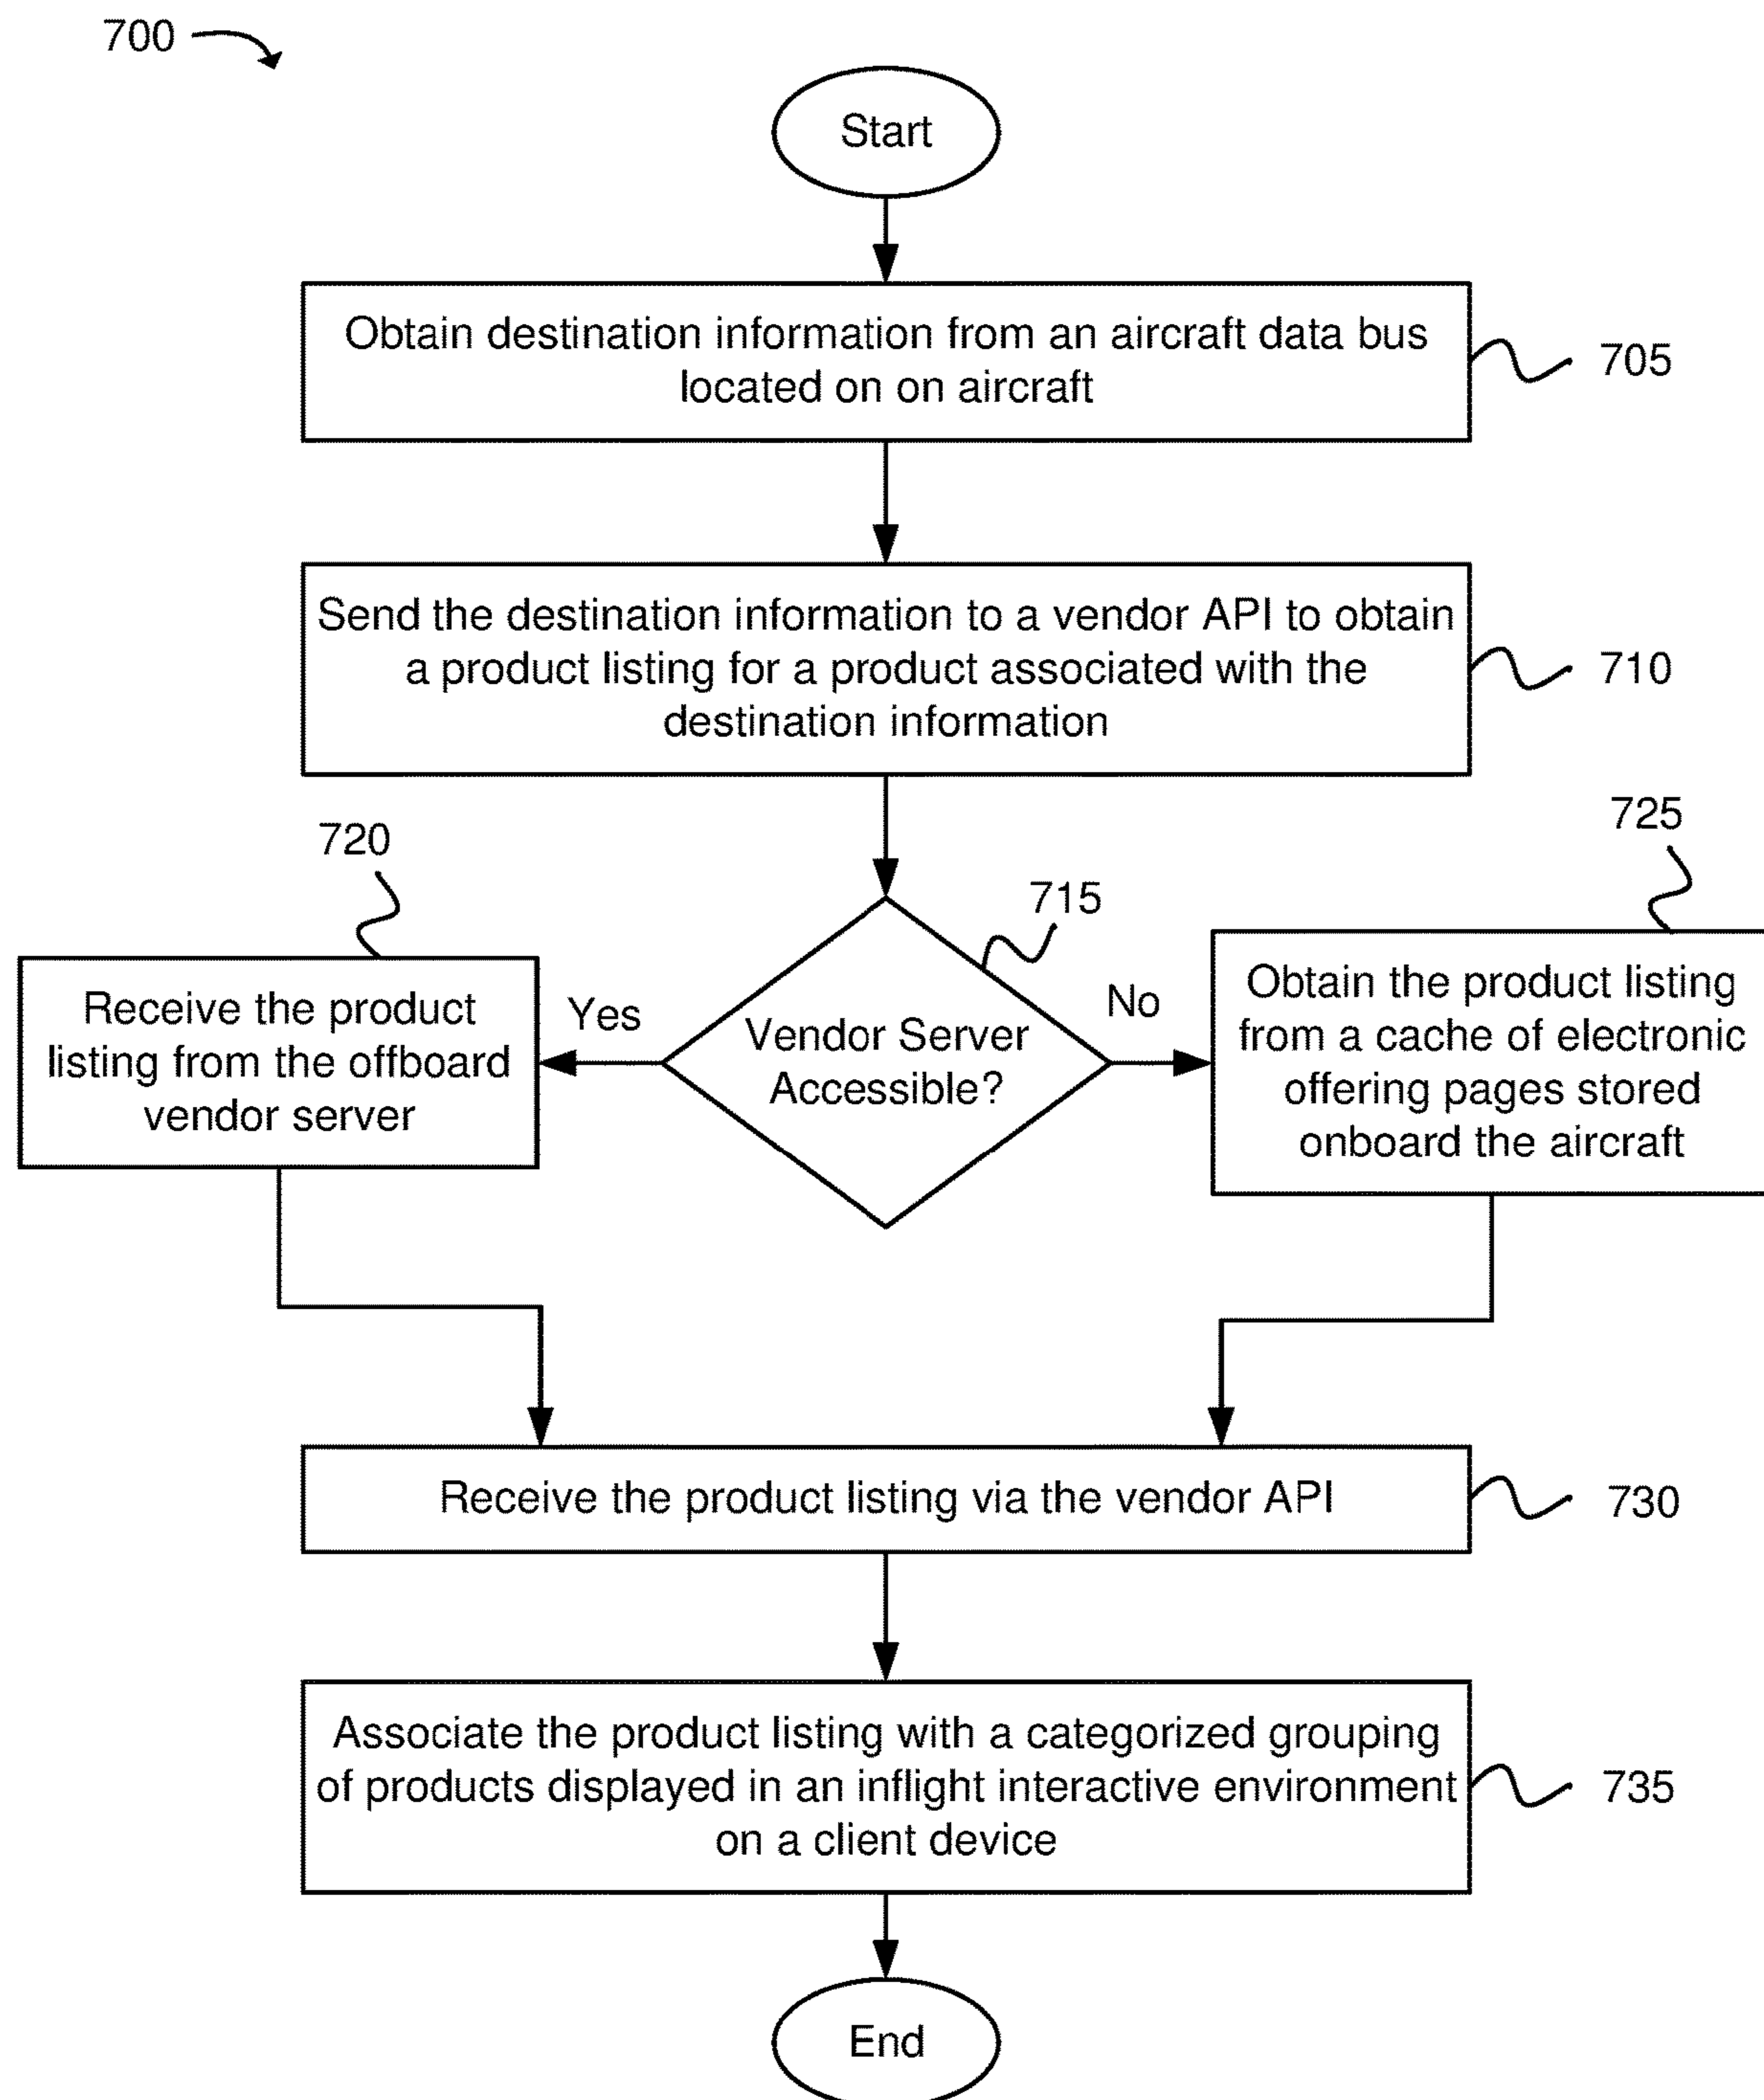 700
Start
Obtain destination information from an aircraft data bus
located on on aircraft
705
Send the destination information to a vendor API to obtain
a product listing for a product associated with the
destination information
710
715
Vendor Server
Accessible?
Yes
No
720
Receive the product
listing from the offboard
vendor server
725
Obtain the product listing
from a cache of electronic
offering pages stored
onboard the aircraft
Receive the product listing via the vendor API
730
Associate the product listing with a categorized grouping
of products displayed in an inflight interactive environment
on a client device
735
End